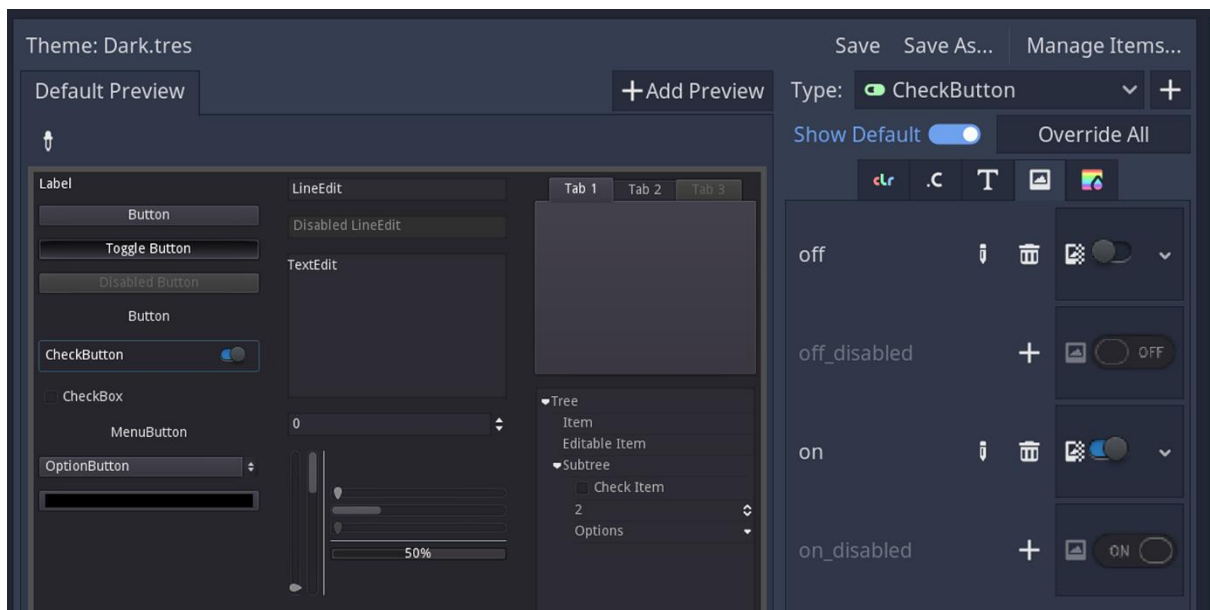 Theme: Dark.tres
Save Save As... Manage Items...
Default Preview
+Add Preview
Type: CheckButton
Show Default
Override All
clr .C T
Label
Button
Toggle Button
Disabled Button
Button
CheckButton
CheckBox
MenuButton
OptionButton
LineEdit
Disabled LineEdit
TextEdit
0
50%
Tab 1 Tab 2 Tab 3
Tree
Item
Editable Item
Subtree
Check Item
2
Options
off
off_disabled OFF
on
on_disabled ON